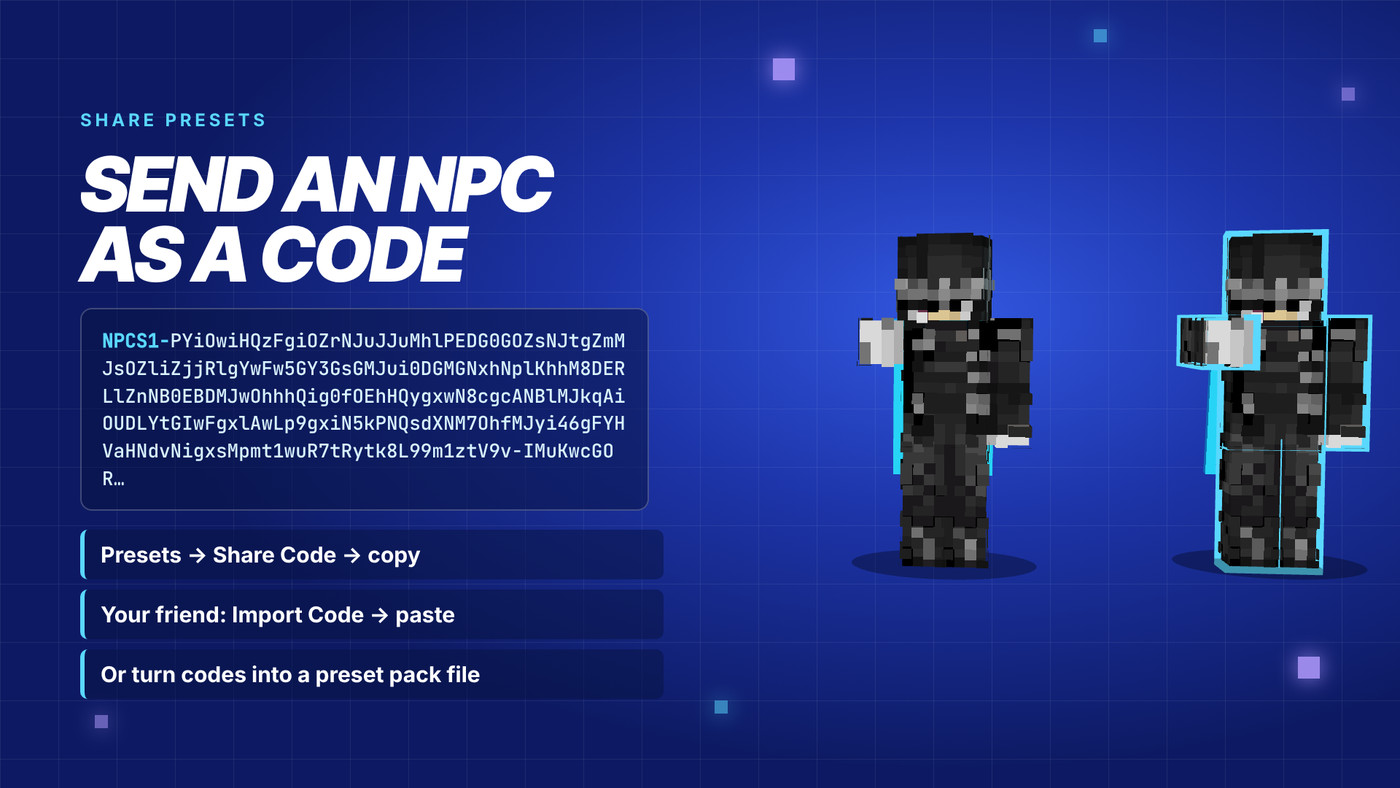 SHARE PRESETS
SEND AN NPC
AS A CODE
NPCS1-PYiOwiHQzFgiOZrNJuJJuMhlPEDG0GOZsNJtgZmM
JsOZliZjjRlgYwFw5GY3GsGMJui0DGMGNxhNplKhhM8DER
LlZnNB0EBDMJwOhhhQig0fOEhHQygxwN8cgcANBlMJkqAi
OUDLYtGIwFgxlAwLp9gxiN5kPNQsdXNM7OhfMJyi46gFYH
VaHNdvNigxsMpmt1wuR7tRytk8L99m1ztV9v-IMuKwcGO
R…
Presets → Share Code → copy
Your friend: Import Code → paste
Or turn codes into a preset pack file